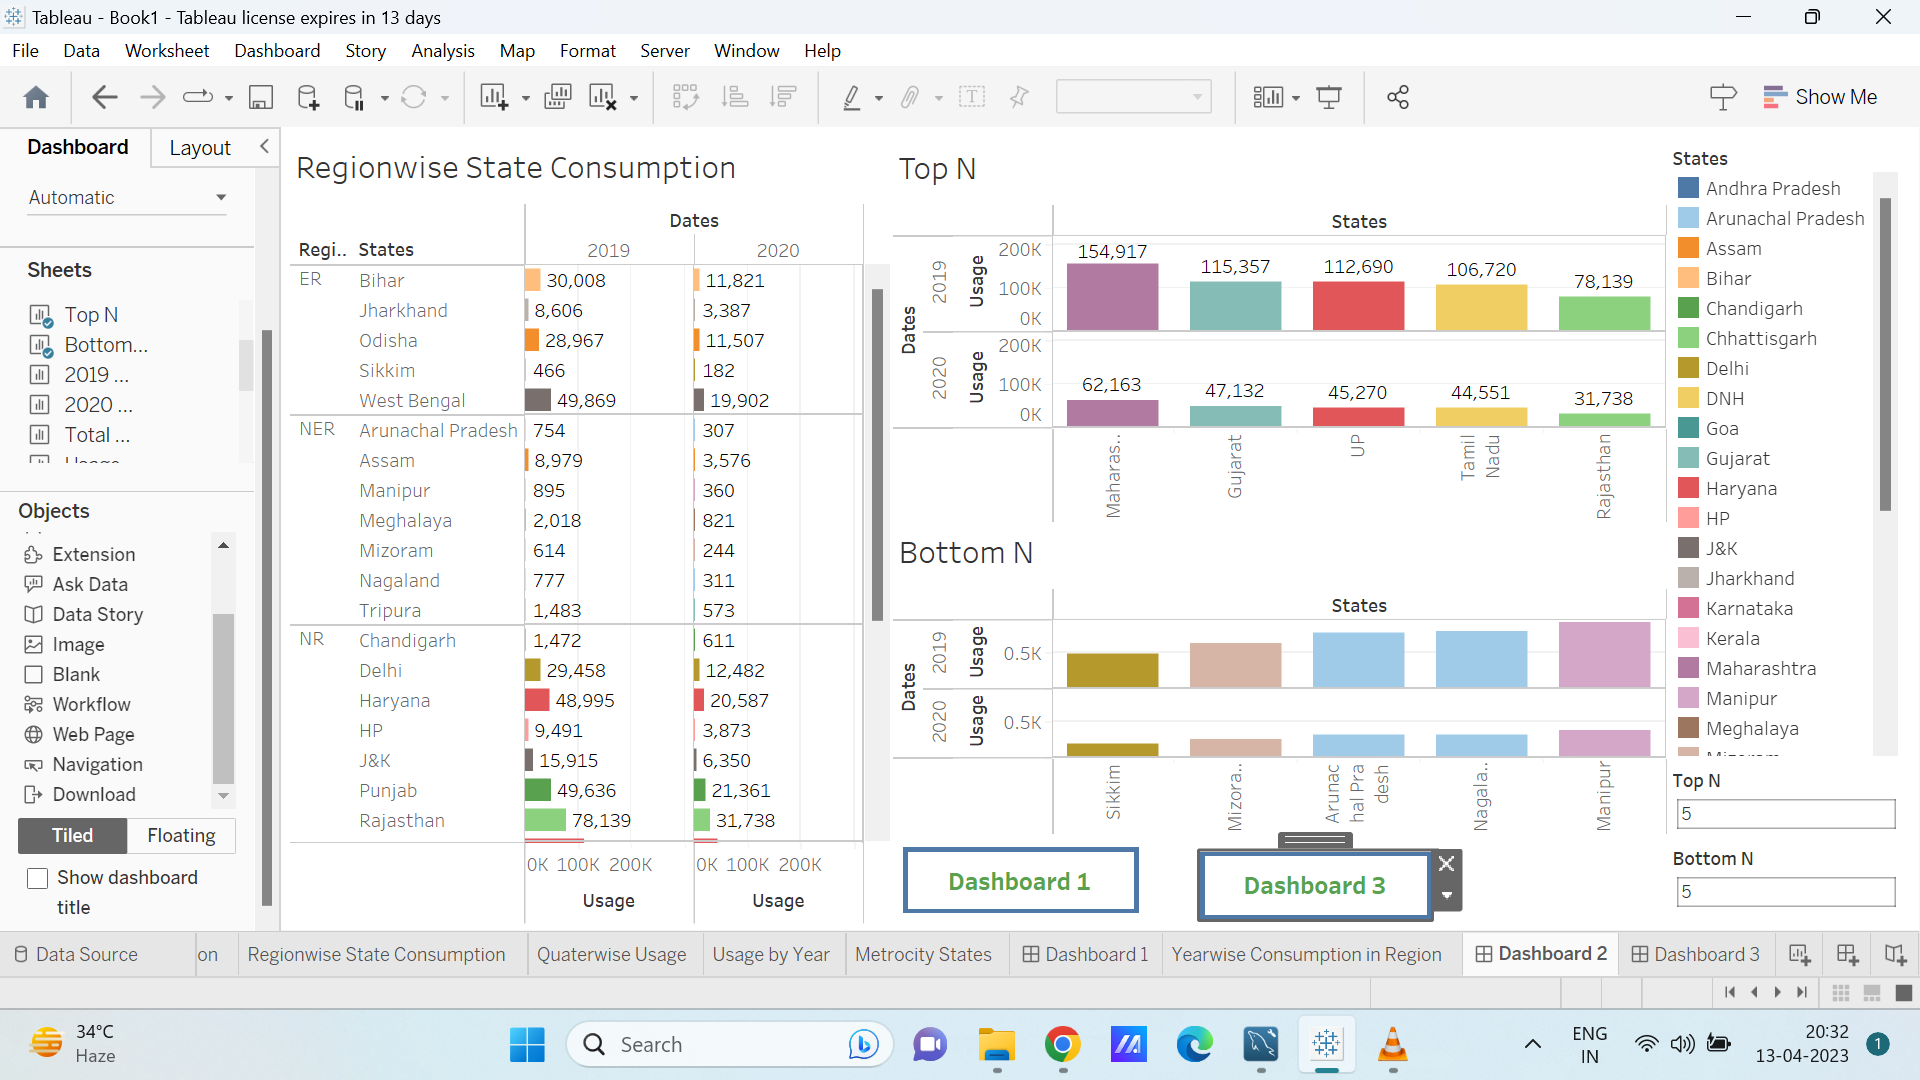 Tableau - Book1 - Tableau license expires in 13 days
File Data Worksheet Dashboard Story Analysis Map Format Server Window Help
Show Me
Dashboard Layout
Automatic
Sheets
Top N
Bottom...
2019 ...
2020 ...
Total ...
Objects
Extension
Ask Data
Data Story
Image
Blank
Workflow
Web Page
Navigation
Download
Tiled Floating
Show dashboard
title
Regionwise State Consumption
Dates
Regi.. States 2019 2020
ER Bihar 30,008 11,821
Jharkhand 8,606 3,387
Odisha 28,967 11,507
Sikkim 466 182
West Bengal 49,869 19,902
NER Arunachal Pradesh 754 307
Assam 8,979 3,576
Manipur 895 360
Meghalaya 2,018 821
Mizoram 614 244
Nagaland 777 311
Tripura 1,483 573
NR Chandigarh 1,472 611
Delhi 29,458 12,482
Haryana 48,995 20,587
HP 9,491 3,873
J&K 15,915 6,350
Punjab 49,636 21,361
Rajasthan 78,139 31,738
0K 100K 200K 0K 100K 200K
Usage Usage
Top N
States
Dates
2019
Usage
200K
100K
0K
154,917 115,357 112,690 106,720 78,139
2020
Usage
200K
100K
0K
62,163 47,132 45,270 44,551 31,738
Maharas..
Gujarat
UP
Tamil
Nadu
Rajasthan
Bottom N
States
Dates
2019
Usage
0.5K
2020
Usage
0.5K
Sikkim
Mizora..
Arunac
hal Pra
desh
Nagala..
Manipur
Dashboard 1
Dashboard 3
States
Andhra Pradesh
Arunachal Pradesh
Assam
Bihar
Chandigarh
Chhattisgarh
Delhi
DNH
Goa
Gujarat
Haryana
HP
J&K
Jharkhand
Karnataka
Kerala
Maharashtra
Manipur
Meghalaya
Top N
5
Bottom N
5
Data Source on Regionwise State Consumption Quaterwise Usage Usage by Year Metrocity States Dashboard 1 Yearwise Consumption in Region Dashboard 2 Dashboard 3
34°C
Haze
Search
ENG
IN
20:32
13-04-2023
1